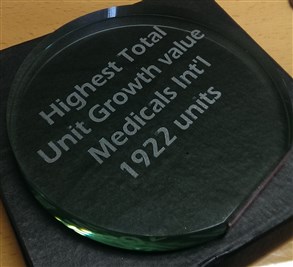 Highest Total
Unit Growth value
Medicals Int'l
1922 units